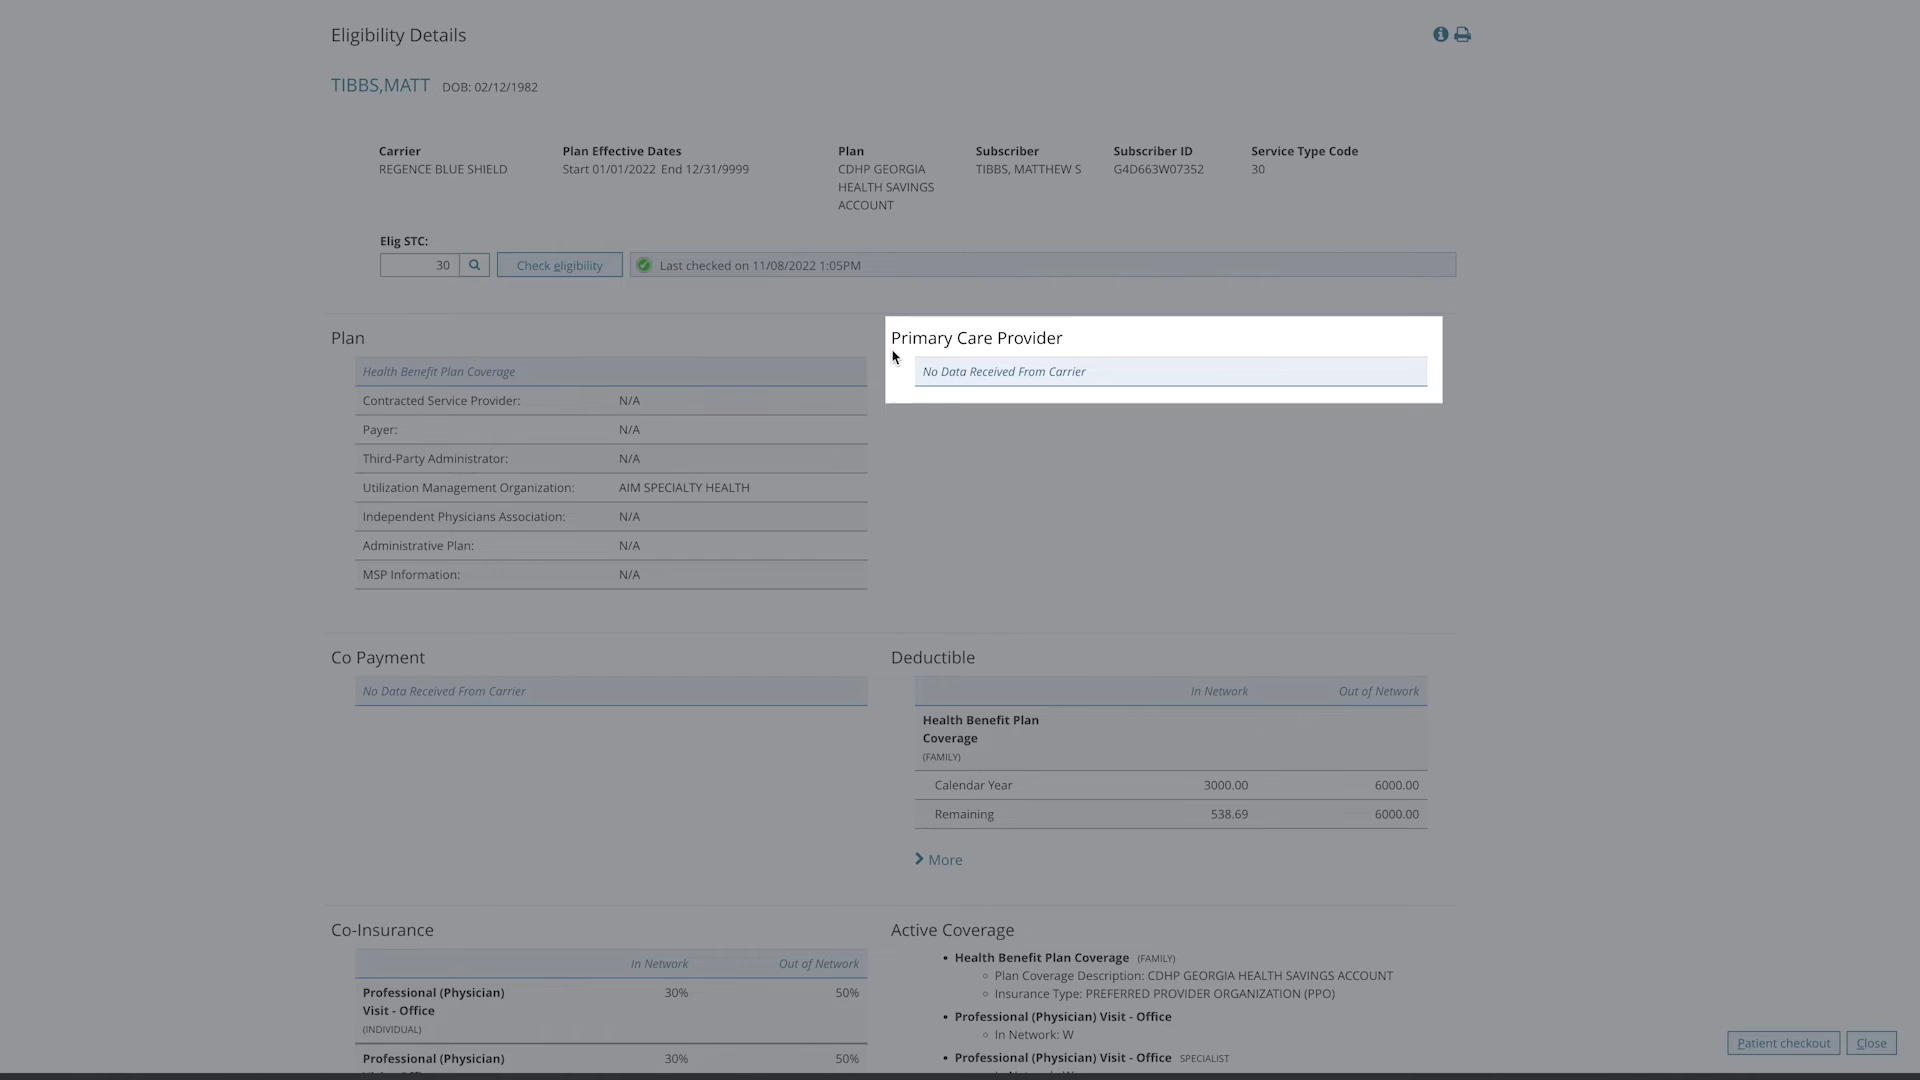 Eligibility Details
TIBBS,MATT DOB: 02/12/1982
Carrier Plan Effective Dates Plan Subscriber Subscriber ID Service Type Code
REGENCE BLUE SHIELD Start 01/01/2022 End 12/31/9999 CDHP GEORGIA TIBBS, MATTHEW S G4D663W07352 30
HEALTH SAVINGS
ACCOUNT
Elig STC:
30 Check eligibility Last checked on 11/08/2022 1:05PM
Plan
Health Benefit Plan Coverage
Contracted Service Provider: N/A
Payer: N/A
Third-Party Administrator: N/A
Utilization Management Organization: AIM SPECIALTY HEALTH
Independent Physicians Association: N/A
Administrative Plan: N/A
MSP Information: N/A
Primary Care Provider
No Data Received From Carrier
Co Payment
No Data Received From Carrier
Deductible
In Network Out of Network
Health Benefit Plan
Coverage
(FAMILY)
Calendar Year 3000.00 6000.00
Remaining 538.69 6000.00
More
Co-Insurance
In Network Out of Network
Professional (Physician) 30% 50%
Visit - Office
(INDIVIDUAL)
Professional (Physician) 30% 50%
Active Coverage
• Health Benefit Plan Coverage (FAMILY)
◦ Plan Coverage Description: CDHP GEORGIA HEALTH SAVINGS ACCOUNT
◦ Insurance Type: PREFERRED PROVIDER ORGANIZATION (PPO)
• Professional (Physician) Visit - Office
◦ In Network: W
• Professional (Physician) Visit - Office SPECIALIST
Patient checkout Close